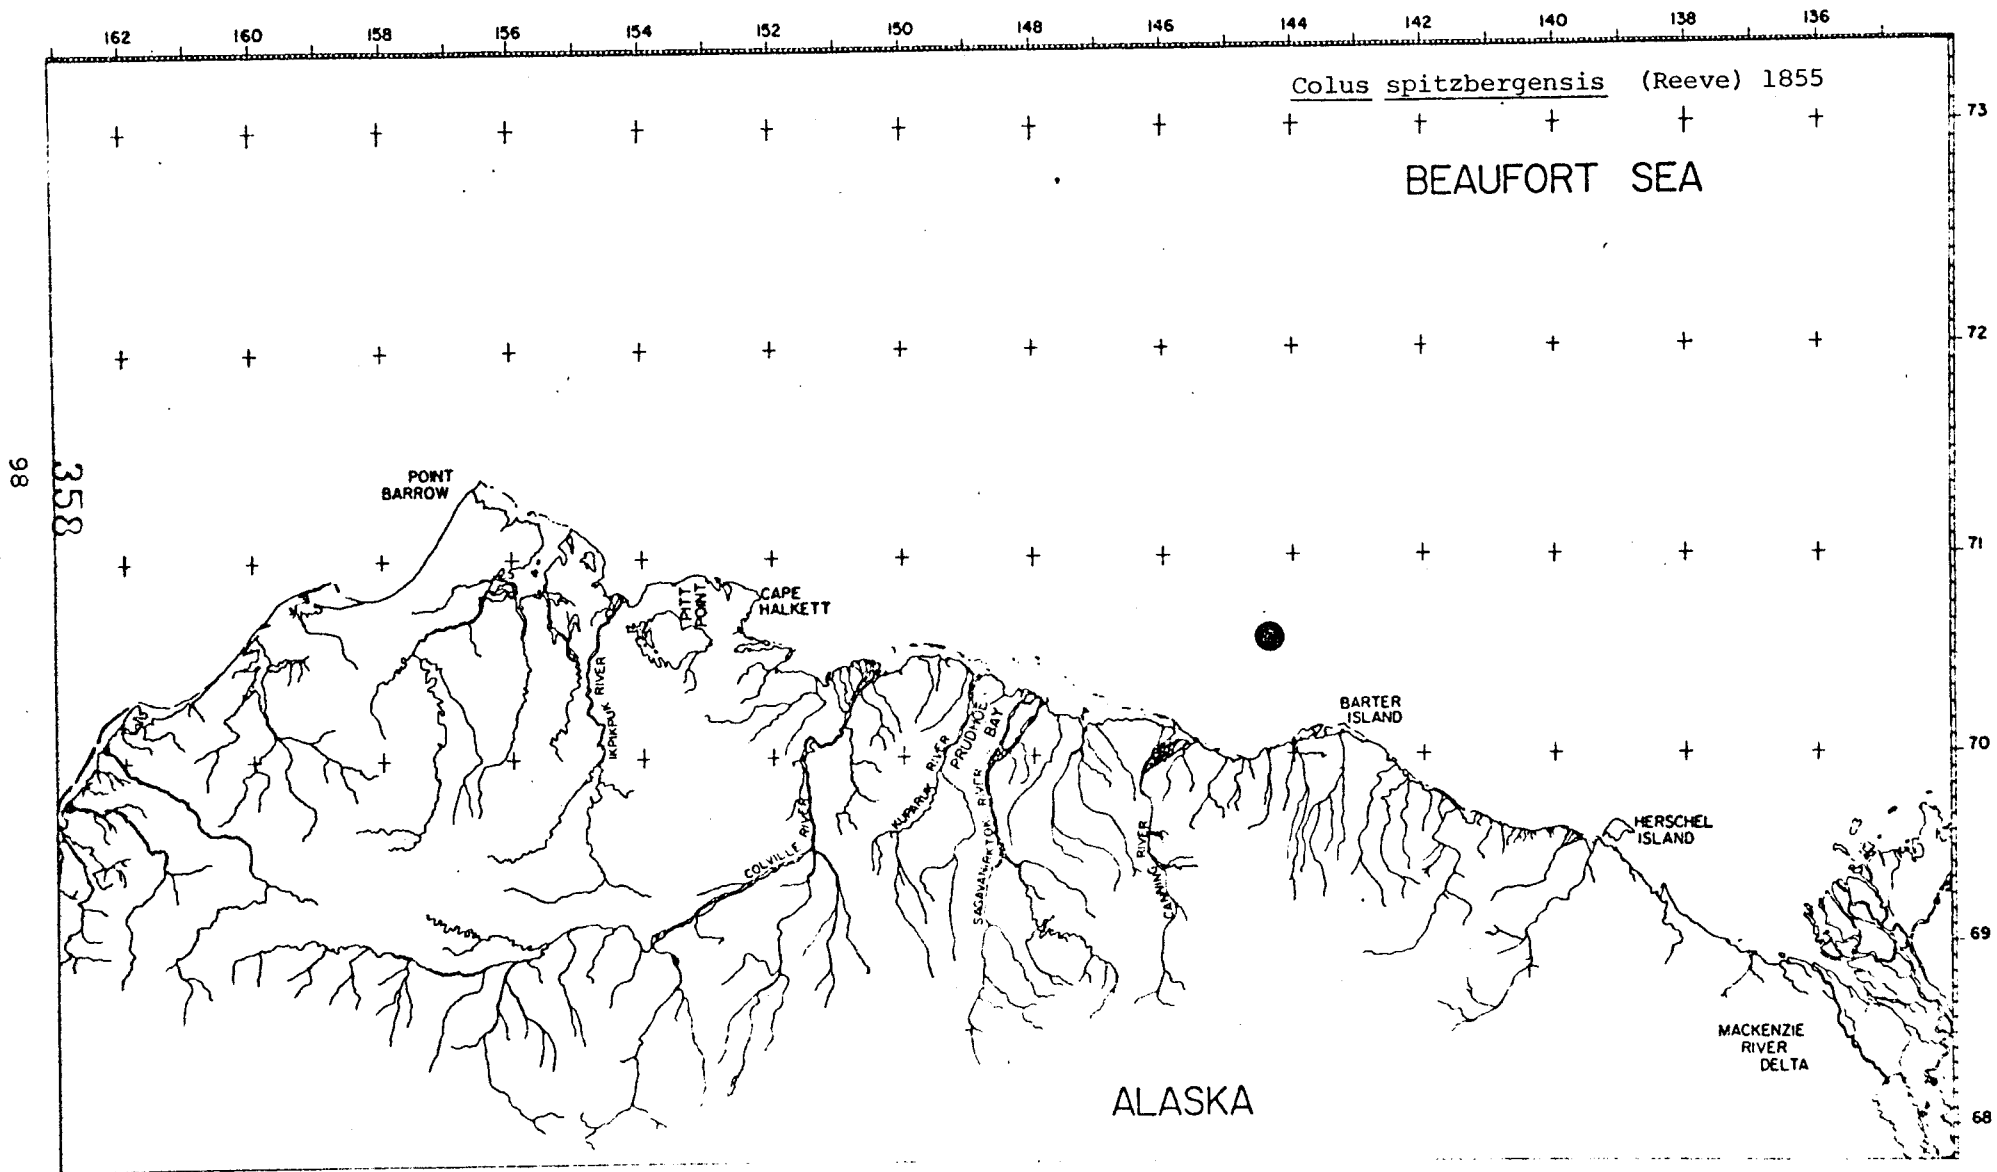 162 160 158 156 154 152 150 148 146 144 142 140 138 136
Colus spitzbergensis (Reeve) 1855
73
BEAUFORT SEA
72
98
358
POINT
BARROW
71
PITT
POINT
CAPE
HALKETT
IKPIKPUK RIVER
BARTER
ISLAND
PRUDHOE
BAY
70
KUPARUK RIVER
COLVILLE RIVER
SAGAVANIRKTOK RIVER
CANNING RIVER
HERSCHEL
ISLAND
69
MACKENZIE
RIVER
DELTA
ALASKA
68